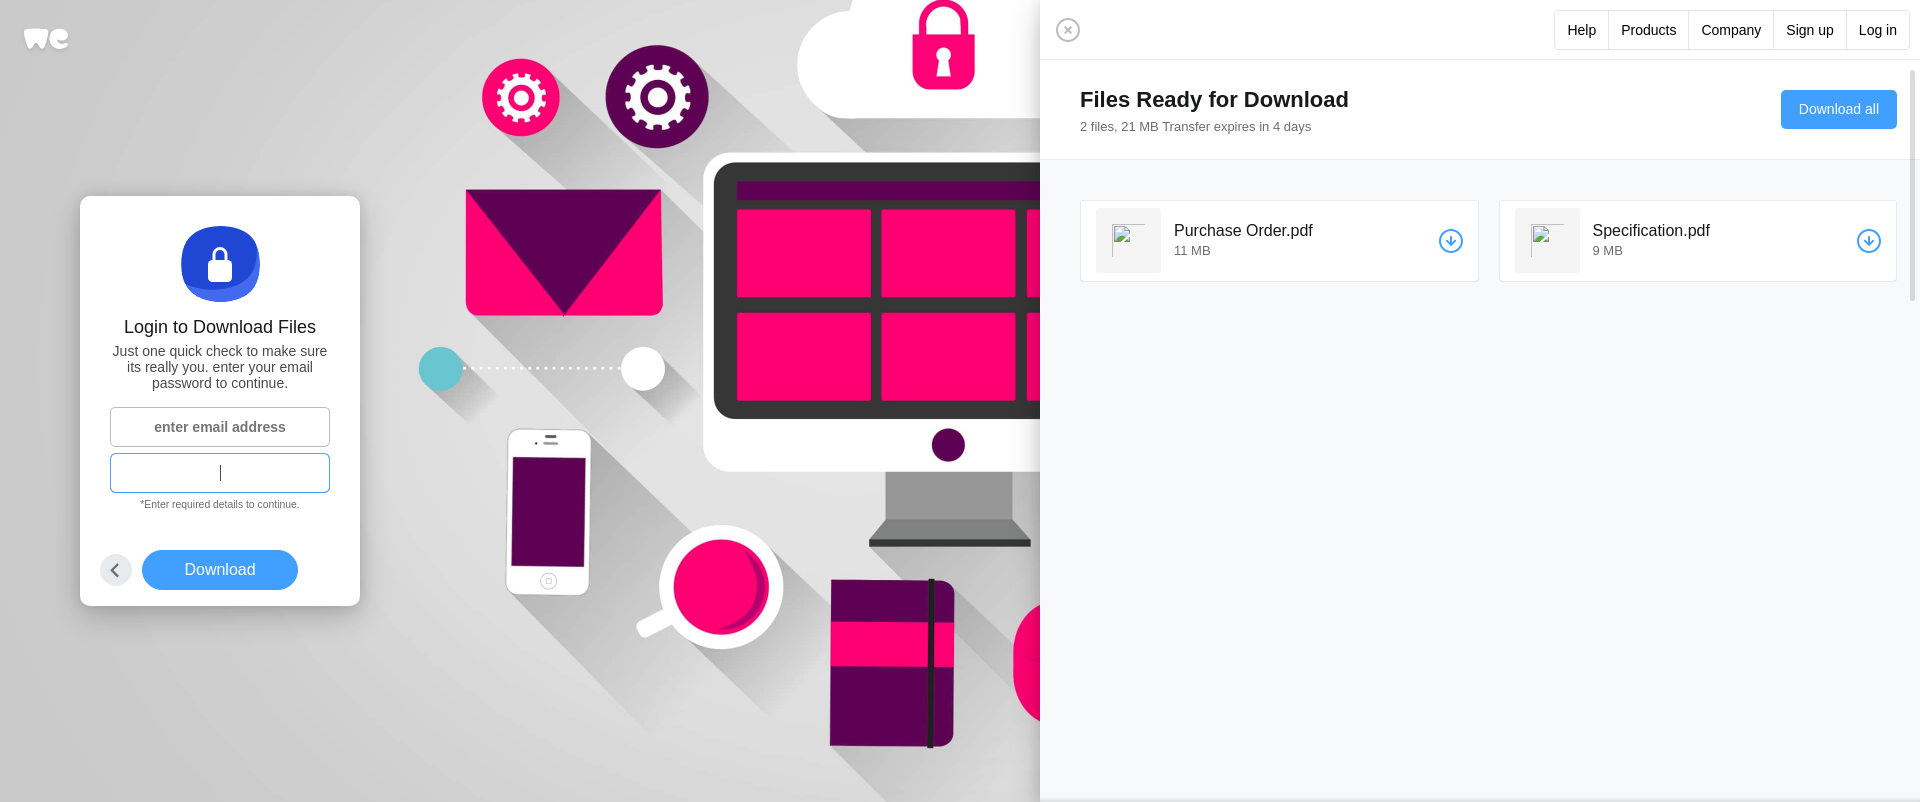 we
Help Products Company Sign up Log in
Files Ready for Download
2 files, 21 MB Transfer expires in 4 days
Download all
Purchase Order.pdf
11 MB
Specification.pdf
9 MB
Login to Download Files
Just one quick check to make sure
its really you. enter your email
password to continue.
enter email address
*Enter required details to continue.
Download